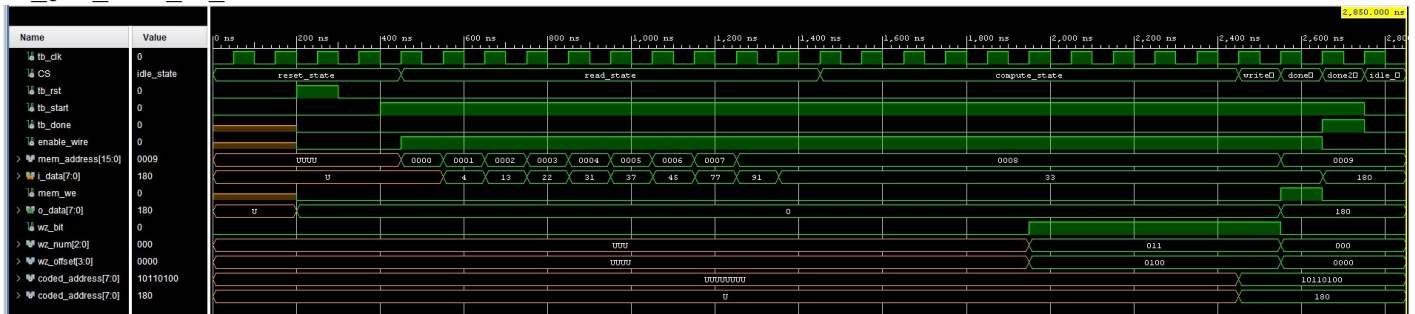 2,850.000 ns
Name Value 0 ns 200 ns 400 ns 600 ns 800 ns 1,000 ns 1,200 ns 1,400 ns 1,600 ns 1,800 ns 2,000 ns 2,200 ns 2,400 ns 2,600 ns 2,80
tb_clk 0
CS idle_state reset_state read_state compute_state write done done2 idle_
tb_rst 0
tb_start 0
tb_done 0
enable_wire 0
mem_address[15:0] 0009 UUUU 0000 0001 0002 0003 0004 0005 0006 0007 0008 0009
i_data[7:0] 180 U 4 13 22 31 37 45 77 91 33 180
mem_we 0
o_data[7:0] 180 U 0 180
wz_bit 0
wz_num[2:0] 000 UUU 011 000
wz_offset[3:0] 0000 UUUU 0100 0000
coded_address[7:0] 10110100 UUUUUUUU 10110100
coded_address[7:0] 180 U 180